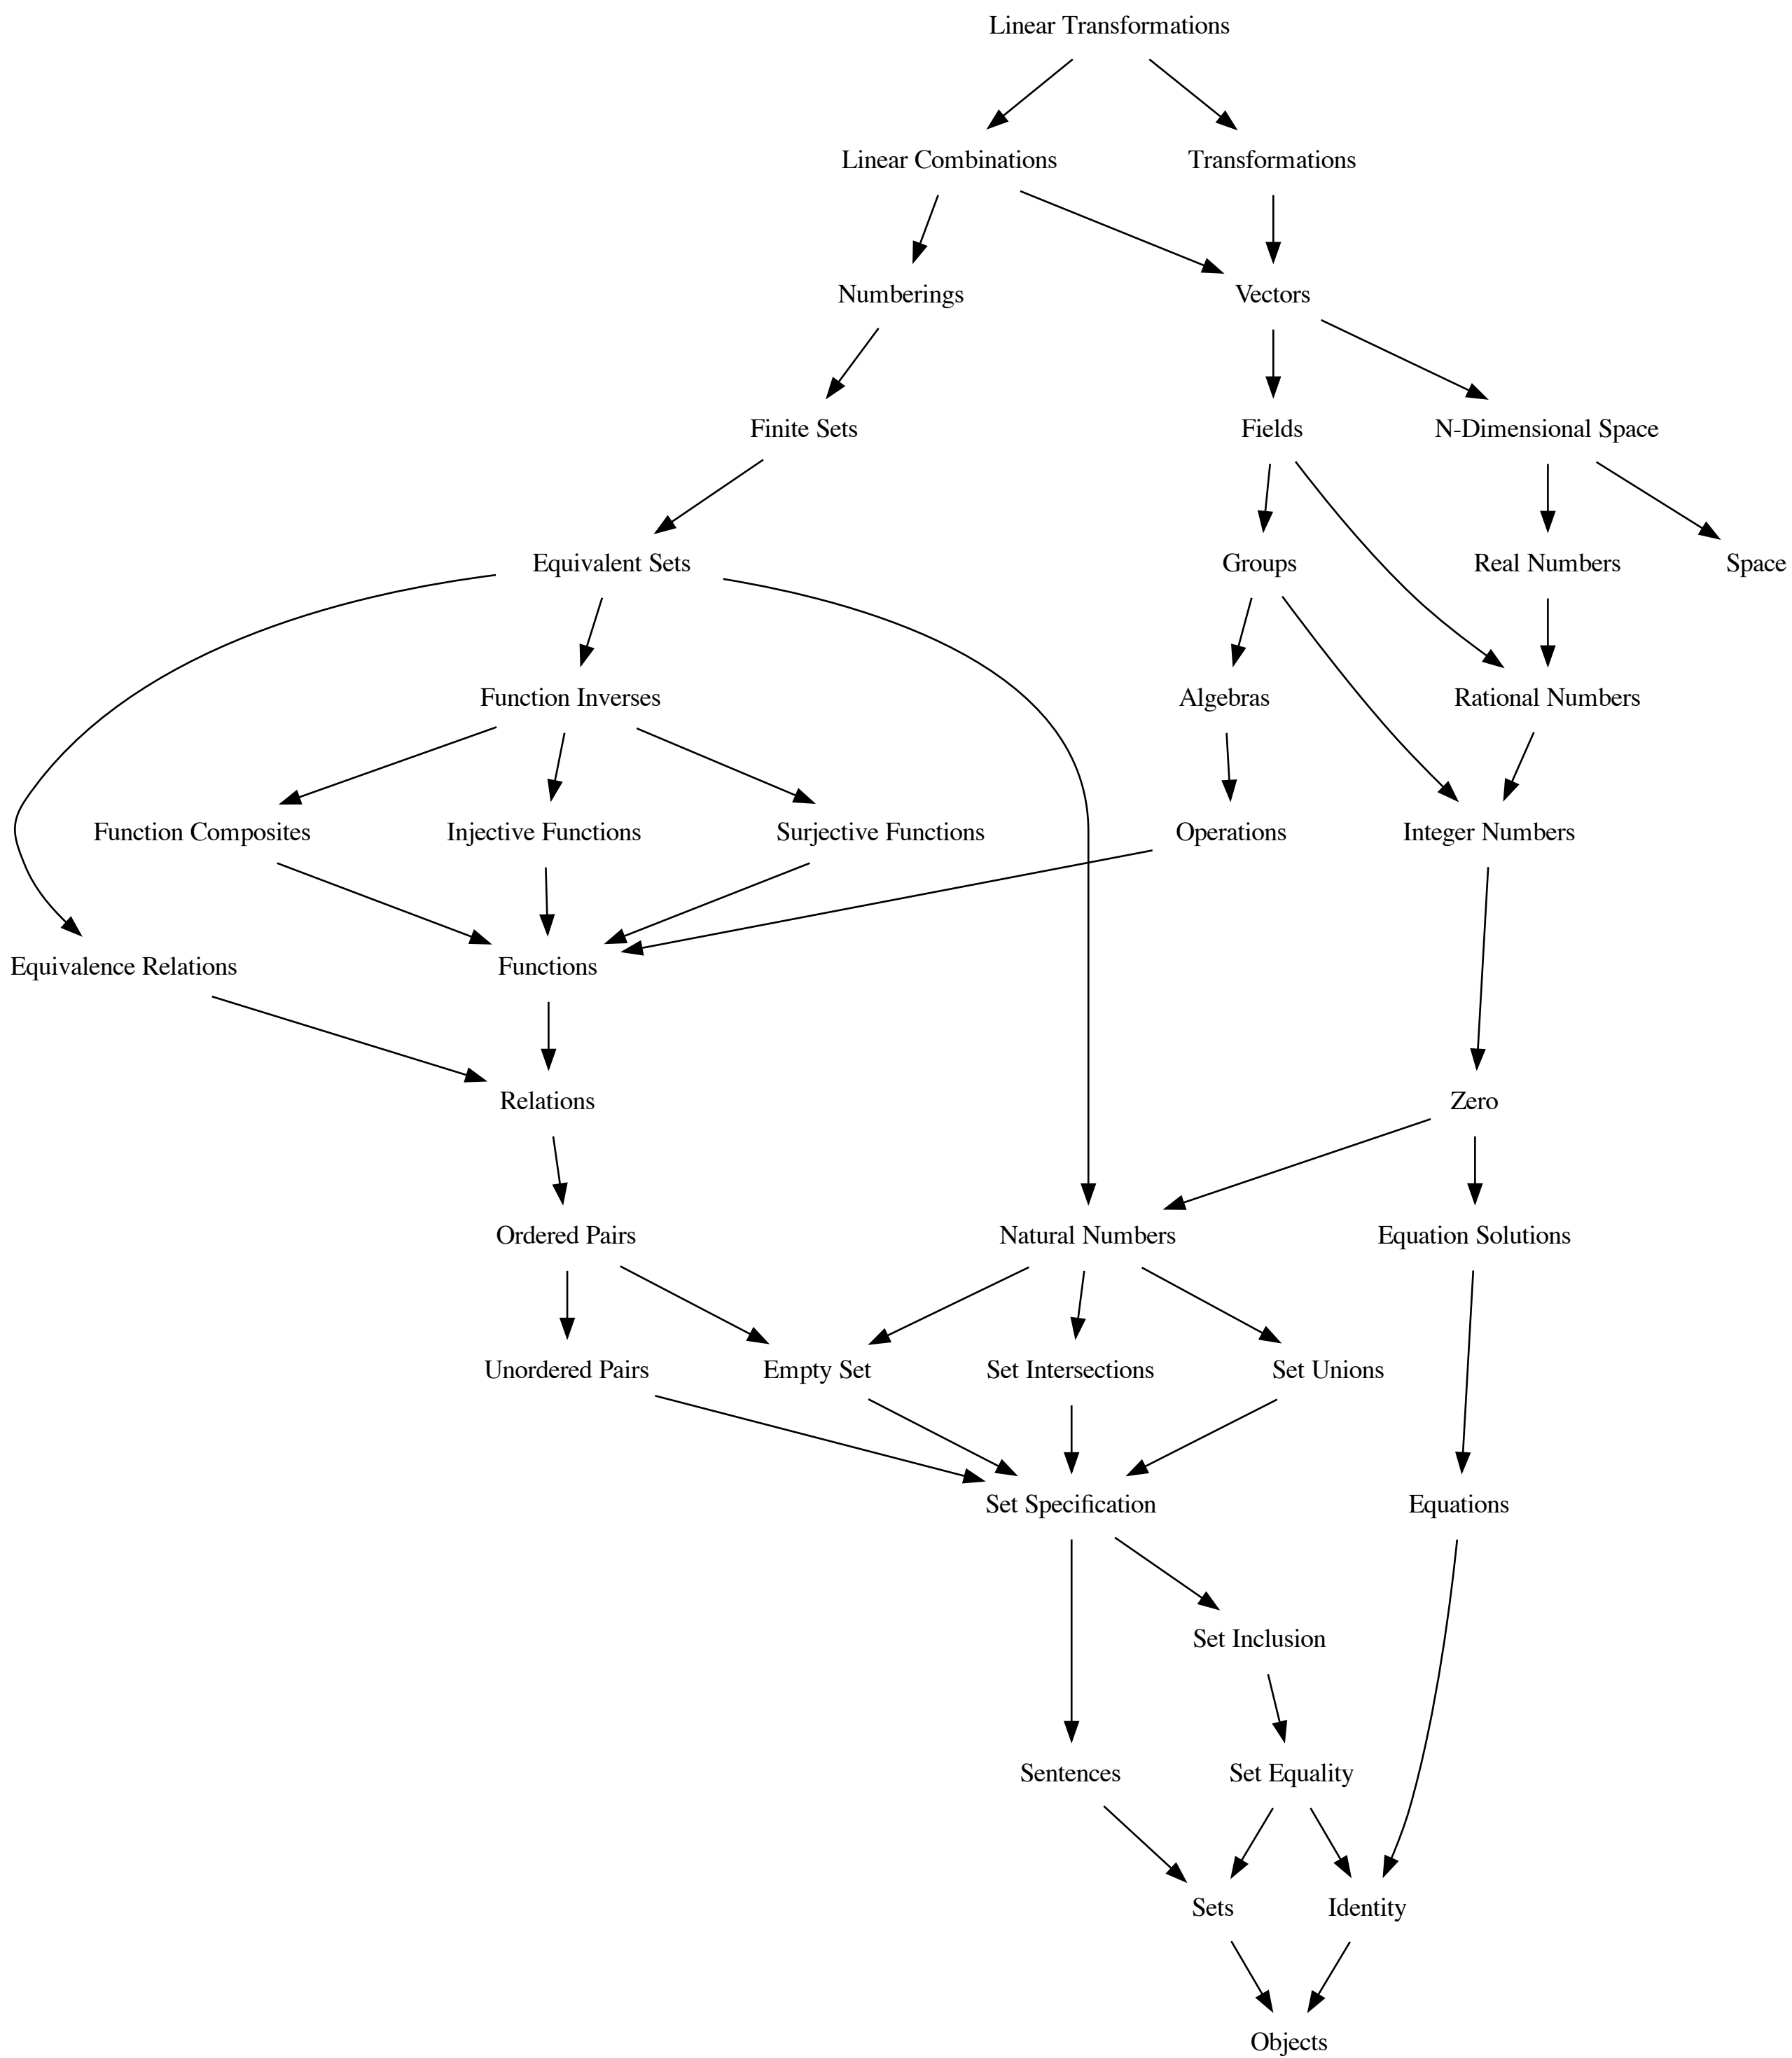 Linear Transformations
Linear Combinations
Transformations
Numberings
Vectors
Finite Sets
Fields
N-Dimensional Space
Equivalent Sets
Groups
Real Numbers
Space
Function Inverses
Algebras
Rational Numbers
Function Composites
Injective Functions
Surjective Functions
Operations
Integer Numbers
Equivalence Relations
Functions
Relations
Zero
Ordered Pairs
Natural Numbers
Equation Solutions
Unordered Pairs
Empty Set
Set Intersections
Set Unions
Set Specification
Equations
Set Inclusion
Sentences
Set Equality
Sets
Identity
Objects